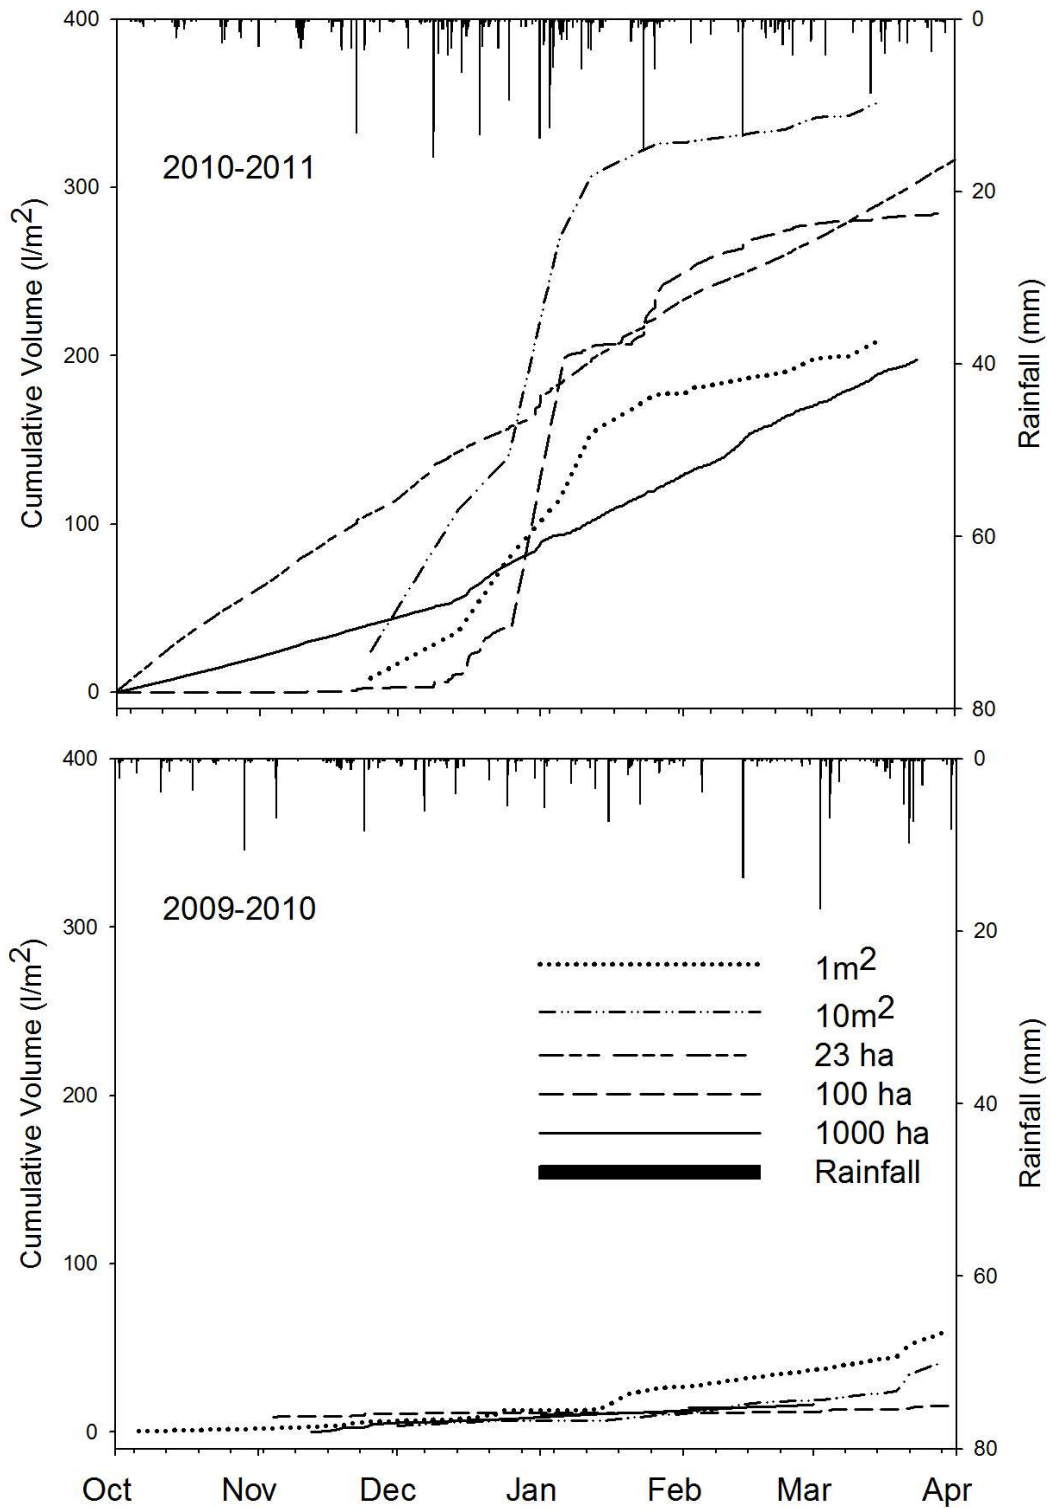 400
300
200
100
0
Cumulative Volume (l/m²)
2010-2011
0
20
40
60
80
Rainfall (mm)
400
300
200
100
0
Cumulative Volume (l/m²)
2009-2010
1m²
10m²
23 ha
100 ha
1000 ha
Rainfall
0
20
40
60
80
Rainfall (mm)
Oct Nov Dec Jan Feb Mar Apr